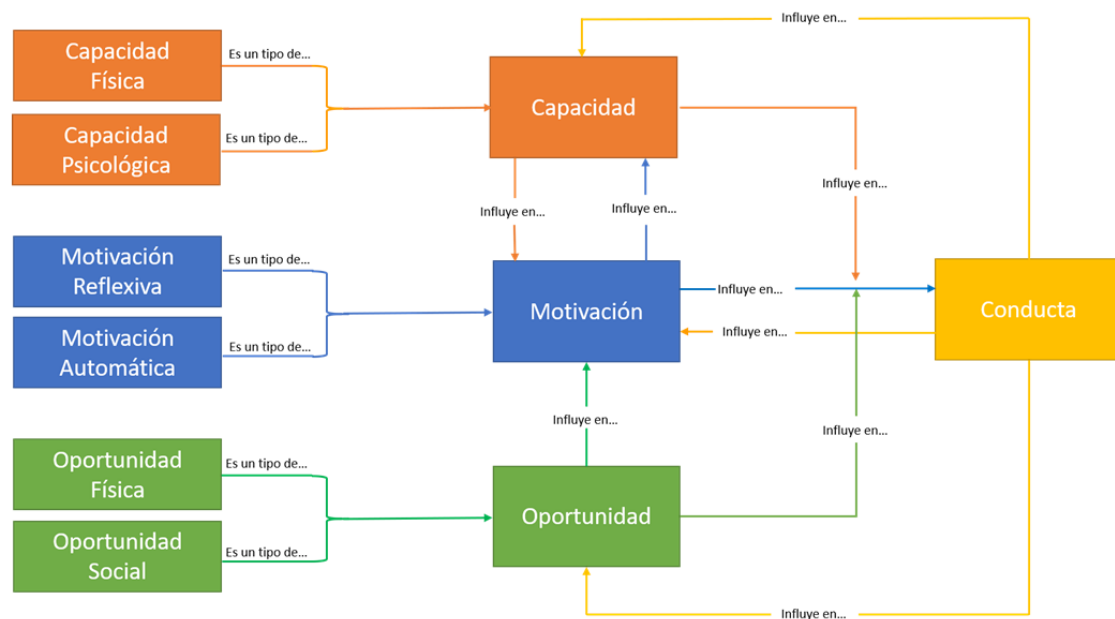 Influye en...
Capacidad
Física
Es un tipo de...
Capacidad
Capacidad
Psicológica
Es un tipo de...
Influye en...
Influye en...
Influye en...
Motivación
Reflexiva
Es un tipo de...
Motivación
Influye en...
Conducta
Motivación
Automática
Es un tipo de...
Influye en...
Influye en...
Influye en...
Oportunidad
Física
Es un tipo de...
Oportunidad
Oportunidad
Social
Es un tipo de...
Influye en...